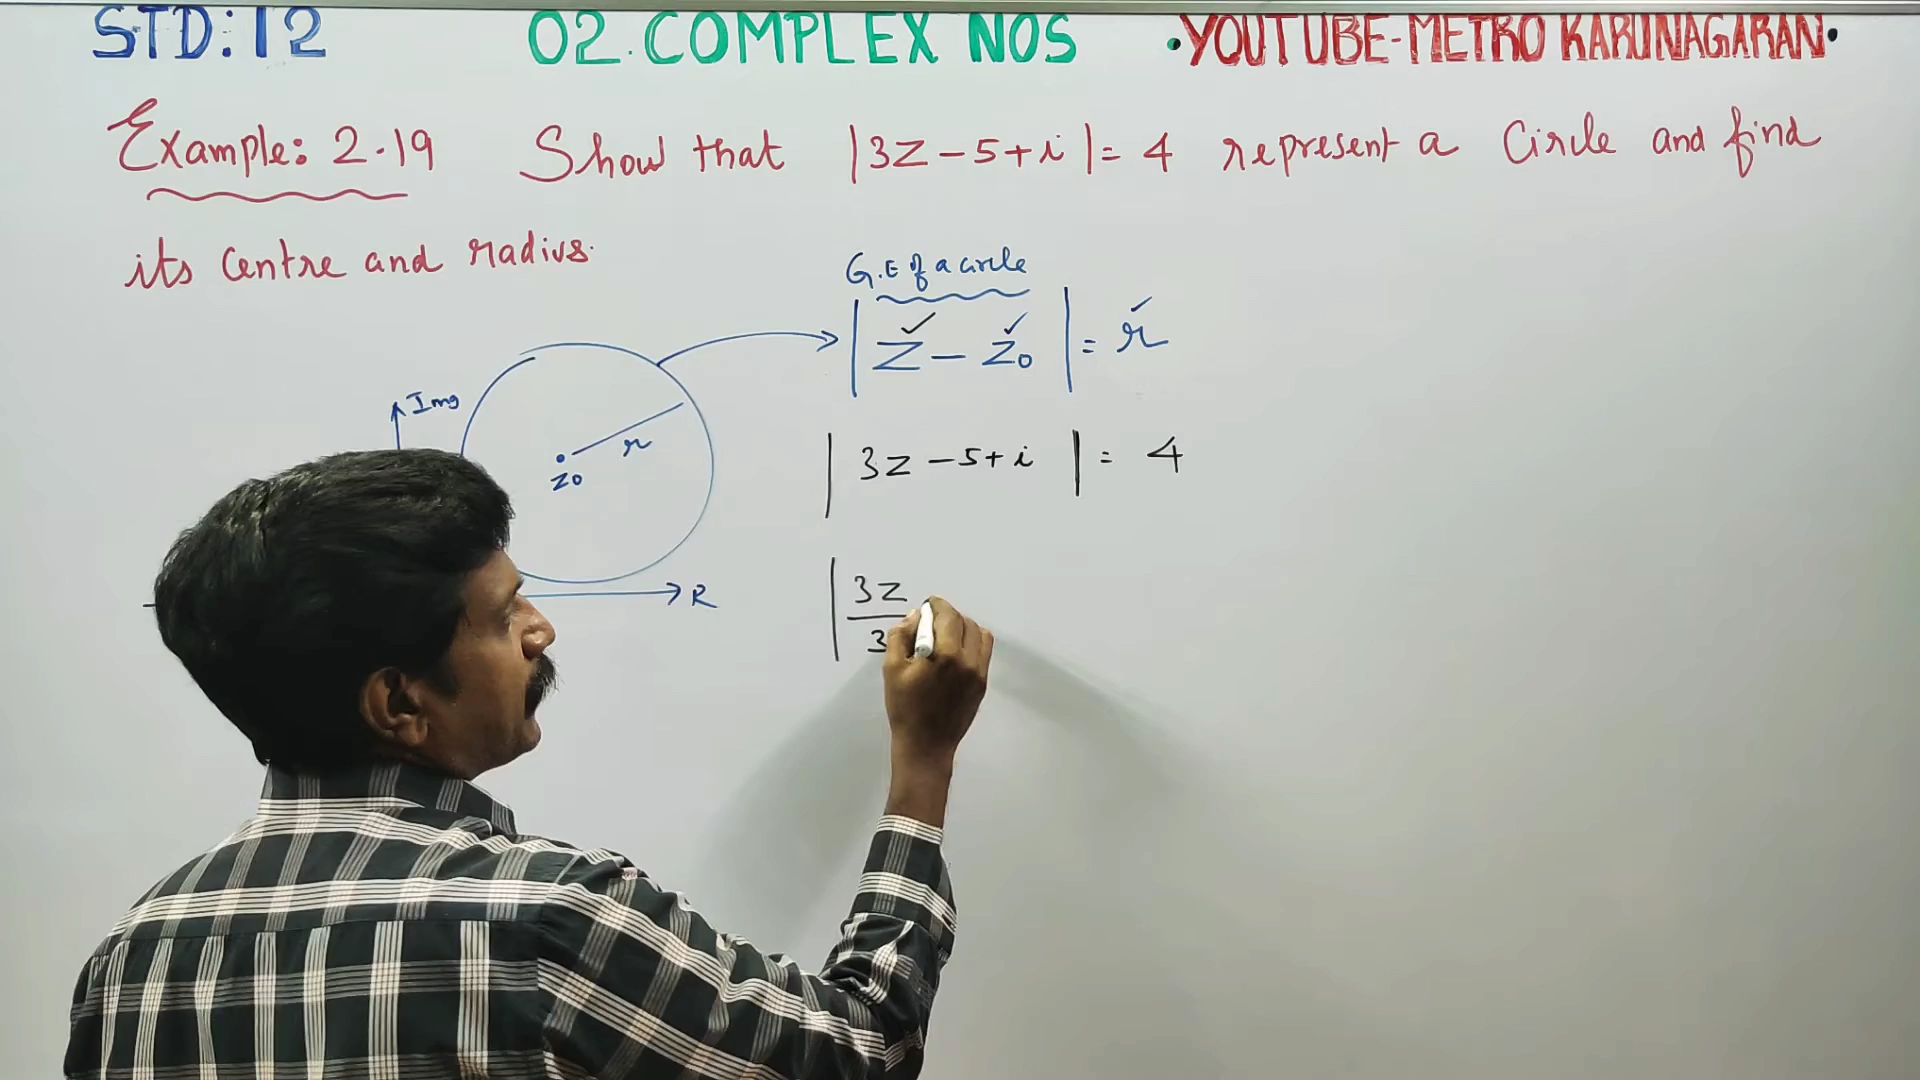 STD: 12 02. COMPLEX NOS •YOUTUBE-METRO KARUNAGARAN•
Example: 2.19 Show that |3Z-5+i|= 4 represent a Circle and find
its centre and radius.
G.E of a circle
|Z - Z0| = r
Img
r
Z0
|3Z -5+i| = 4
3Z
3
R